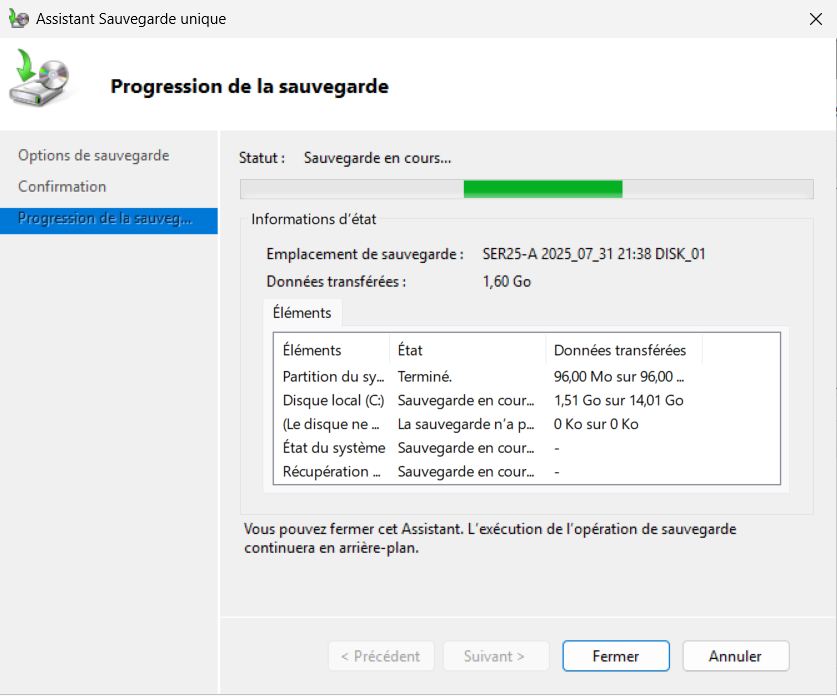 Assistant Sauvegarde unique
Progression de la sauvegarde
Options de sauvegarde
Confirmation
Progression de la sauveg...
Statut : Sauvegarde en cours...
Informations d'état
Emplacement de sauvegarde : SER25-A 2025_07_31 21:38 DISK_01
Données transférées : 1,60 Go
Éléments
Éléments État Données transférées
Partition du sy... Terminé. 96,00 Mo sur 96,00 ...
Disque local (C:) Sauvegarde en cour... 1,51 Go sur 14,01 Go
(Le disque ne ... La sauvegarde n'a p... 0 Ko sur 0 Ko
État du système Sauvegarde en cour... -
Récupération ... Sauvegarde en cour... -
Vous pouvez fermer cet Assistant. L'exécution de l'opération de sauvegarde
continuera en arrière-plan.
< Précédent Suivant > Fermer Annuler